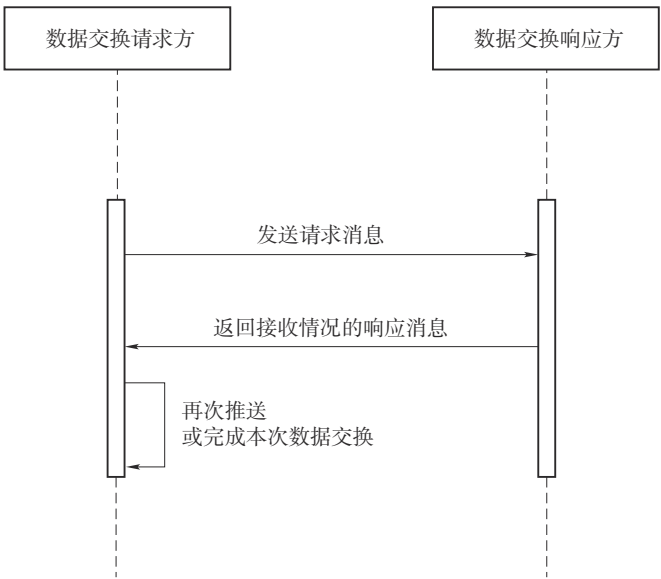 数据交换请求方
数据交换响应方
发送请求消息
返回接收情况的响应消息
再次推送
或完成本次数据交换